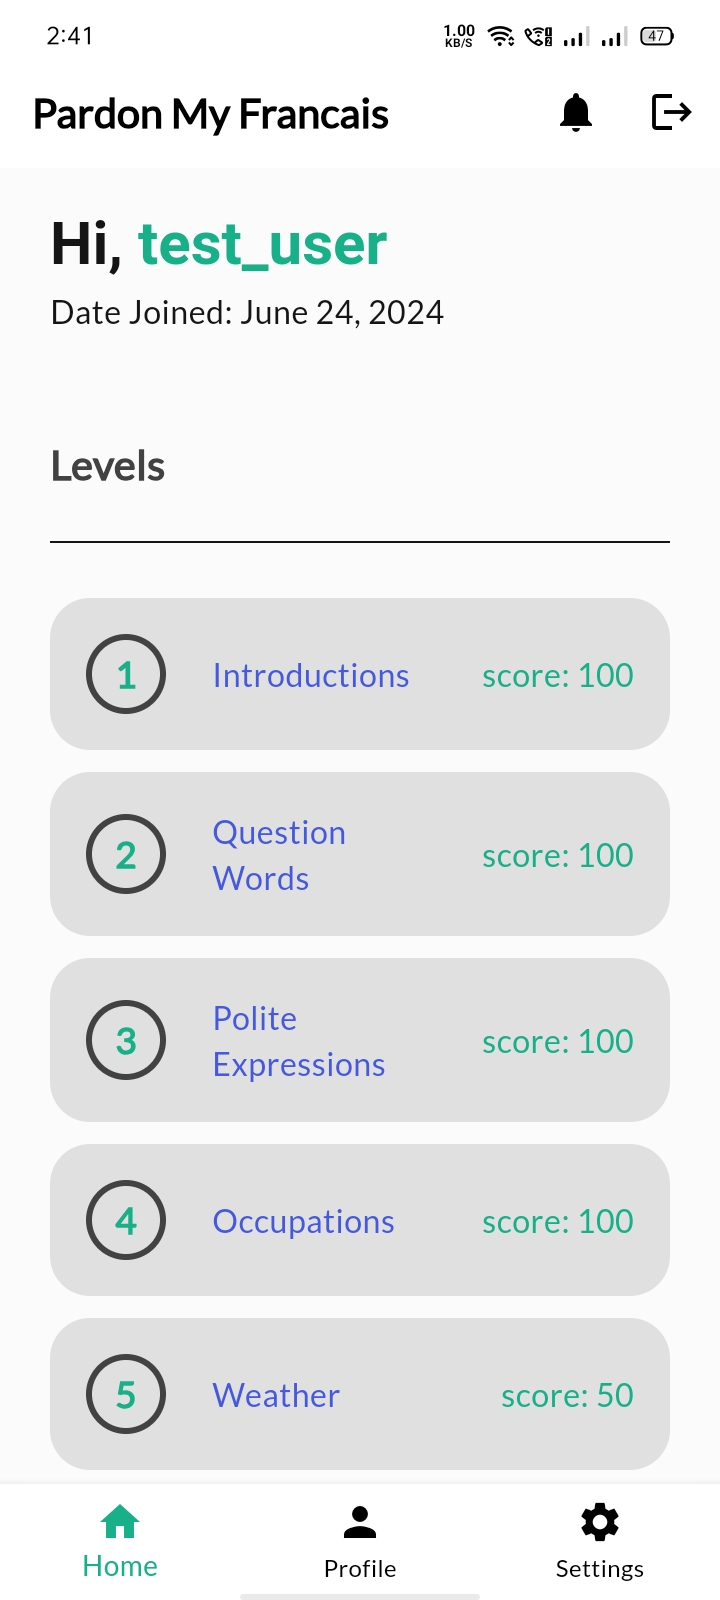 2:41
1.00
KB/S
1
2
47
Pardon My Francais
Hi, test_user
Date Joined: June 24, 2024
Levels
1 Introductions score: 100
2 Question
Words score: 100
3 Polite
Expressions score: 100
4 Occupations score: 100
5 Weather score: 50
Home Profile Settings